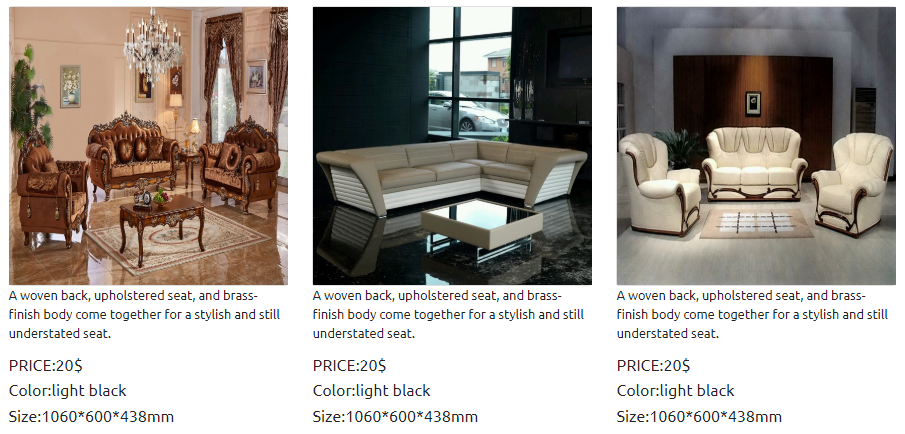 A woven back, upholstered seat, and brass-
finish body come together for a stylish and still
understated seat.
PRICE:20$
Color:light black
Size:1060*600*438mm
A woven back, upholstered seat, and brass-
finish body come together for a stylish and still
understated seat.
PRICE:20$
Color:light black
Size:1060*600*438mm
A woven back, upholstered seat, and brass-
finish body come together for a stylish and still
understated seat.
PRICE:20$
Color:light black
Size:1060*600*438mm